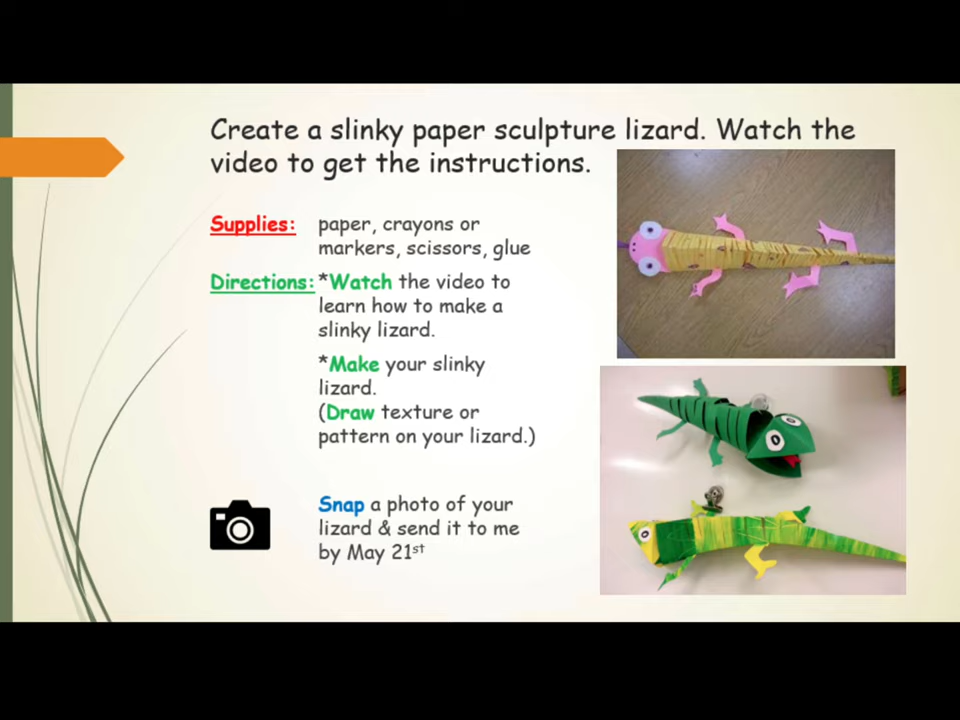 Create a slinky paper sculpture lizard. Watch the
video to get the instructions.
Supplies: paper, crayons or
markers, scissors, glue
Directions: *Watch the video to
learn how to make a
slinky lizard.
*Make your slinky
lizard.
(Draw texture or
pattern on your lizard.)
Snap a photo of your
lizard & send it to me
by May 21st